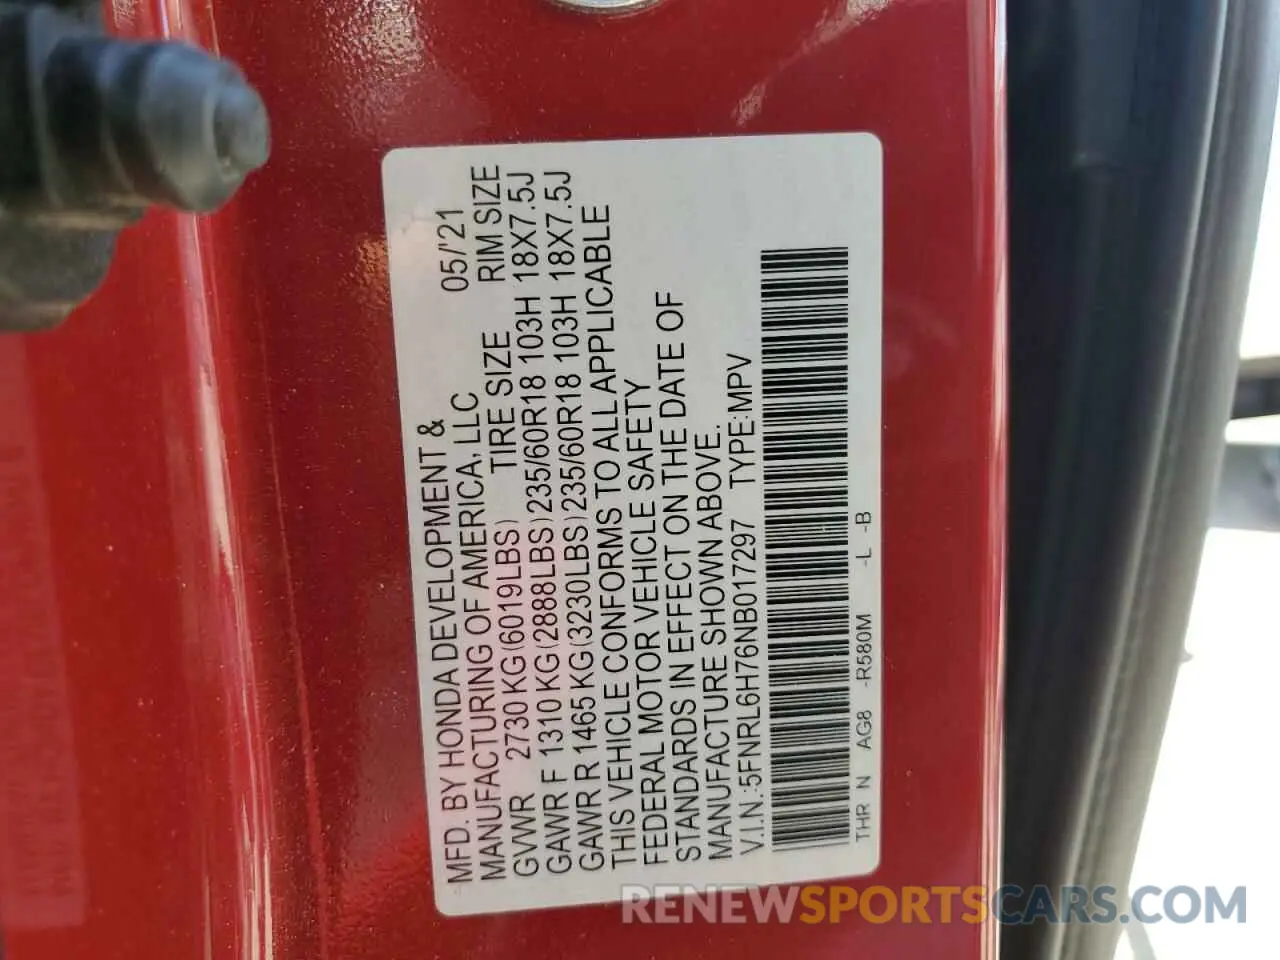 MFD. BY HONDA DEVELOPMENT &
MANUFACTURING OF AMERICA, LLC 05/'21
GVWR 2730 KG(6019LBS) TIRE SIZE RIM SIZE
GAWR F 1310 KG(2888LBS)235/60R18 103H 18X7.5J
GAWR R 1465 KG(3230LBS)235/60R18 103H 18X7.5J
THIS VEHICLE CONFORMS TO ALL APPLICABLE
FEDERAL MOTOR VEHICLE SAFETY
STANDARDS IN EFFECT ON THE DATE OF
MANUFACTURE SHOWN ABOVE.
V.I.N.:5FNRL6H76NB017297 TYPE:MPV
THR N AG8 -R580M -L -B
RENEWSPORTSCARS.COM